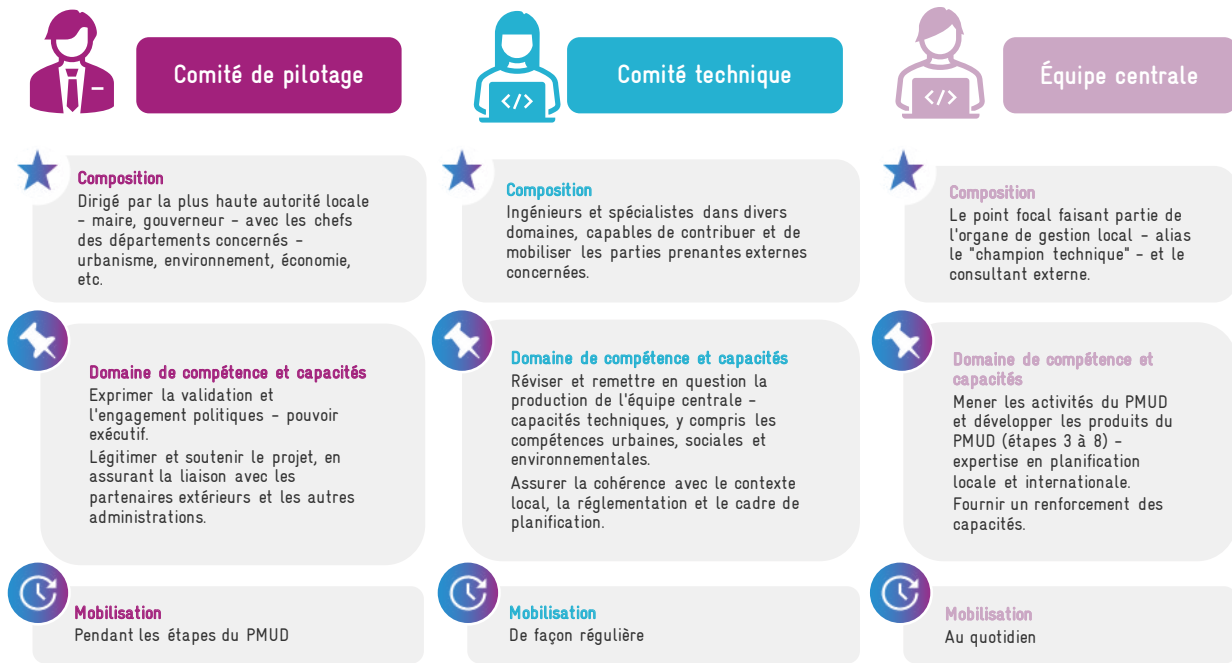 Comité de pilotage
Composition
Dirigé par la plus haute autorité locale
- maire, gouverneur - avec les chefs
des départements concernés -
urbanisme, environnement, économie,
etc.
Domaine de compétence et capacités
Exprimer la validation et
l'engagement politiques - pouvoir
exécutif.
Légitimer et soutenir le projet, en
assurant la liaison avec les
partenaires extérieurs et les autres
administrations.
Mobilisation
Pendant les étapes du PMUD
</>
Comité technique
Composition
Ingénieurs et spécialistes dans divers
domaines, capables de contribuer et de
mobiliser les parties prenantes externes
concernées.
Domaine de compétence et capacités
Réviser et remettre en question la
production de l'équipe centrale -
capacités techniques, y compris les
compétences urbaines, sociales et
environnementales.
Assurer la cohérence avec le contexte
local, la réglementation et le cadre de
planification.
Mobilisation
De façon régulière
</>
Équipe centrale
Composition
Le point focal faisant partie de
l'organe de gestion local - alias
le "champion technique" - et le
consultant externe.
Domaine de compétence et
capacités
Mener les activités du PMUD
et développer les produits du
PMUD (étapes 3 à 8) -
expertise en planification
locale et internationale.
Fournir un renforcement des
capacités.
Mobilisation
Au quotidien